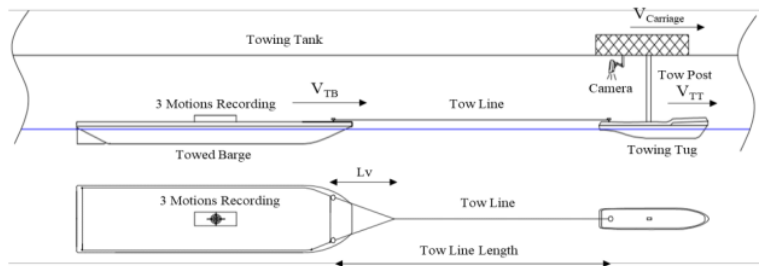 V_Carriage
Towing Tank
Camera
Tow Post
3 Motions Recording
V_TB
Tow Line
V_TT
Towed Barge
Towing Tug
Lv
3 Motions Recording
Tow Line
Tow Line Length